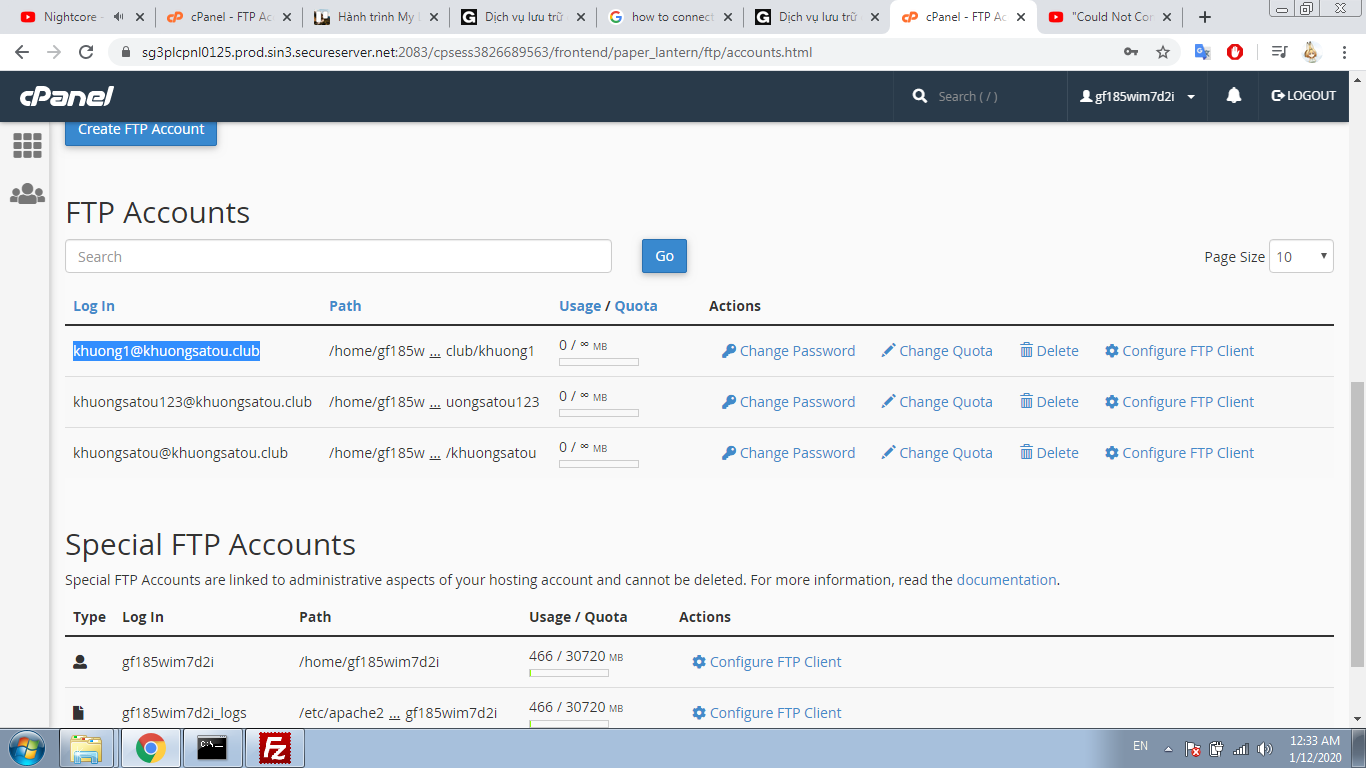 Nightcore -
cPanel - FTP Ac
Hành trình My
Dịch vụ lưu trữ
how to connect
Dịch vụ lưu trữ
cPanel - FTP Ac
"Could Not Con
sg3plcpnl0125.prod.sin3.secureserver.net:2083/cpsess3826689563/frontend/paper_lantern/ftp/accounts.html
cPanel
Search ( / )
gf185wim7d2i
LOGOUT
Create FTP Account
FTP Accounts
Search
Go
Page Size 10
Log In Path Usage / Quota Actions
khuong1@khuongsatou.club /home/gf185w ... club/khuong1 0 / ∞ MB Change Password Change Quota Delete Configure FTP Client
khuongsatou123@khuongsatou.club /home/gf185w ... uongsatou123 0 / ∞ MB Change Password Change Quota Delete Configure FTP Client
khuongsatou@khuongsatou.club /home/gf185w ... /khuongsatou 0 / ∞ MB Change Password Change Quota Delete Configure FTP Client
Special FTP Accounts
Special FTP Accounts are linked to administrative aspects of your hosting account and cannot be deleted. For more information, read the documentation.
Type Log In Path Usage / Quota Actions
gf185wim7d2i /home/gf185wim7d2i 466 / 30720 MB Configure FTP Client
gf185wim7d2i_logs /etc/apache2 ... gf185wim7d2i 466 / 30720 MB Configure FTP Client
EN
12:33 AM
1/12/2020